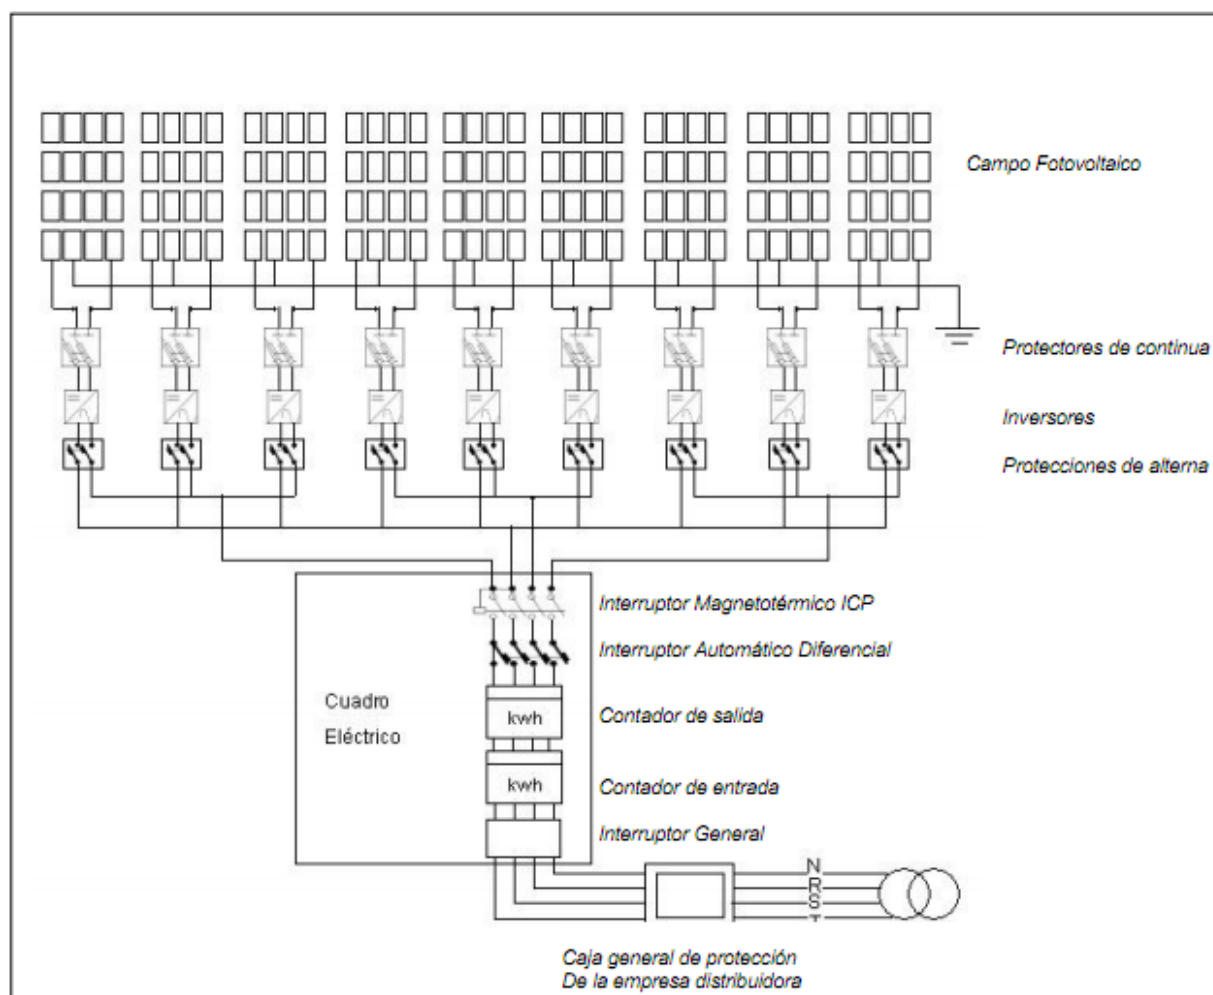 Campo Fotovoltaico
Protectores de continua
Inversores
Protecciones de alterna
Interruptor Magnetotérmico ICP
Interruptor Automático Diferencial
Cuadro
Eléctrico
kwh
Contador de salida
kwh
Contador de entrada
Interruptor General
N
R
S
T
Caja general de protección
De la empresa distribuidora